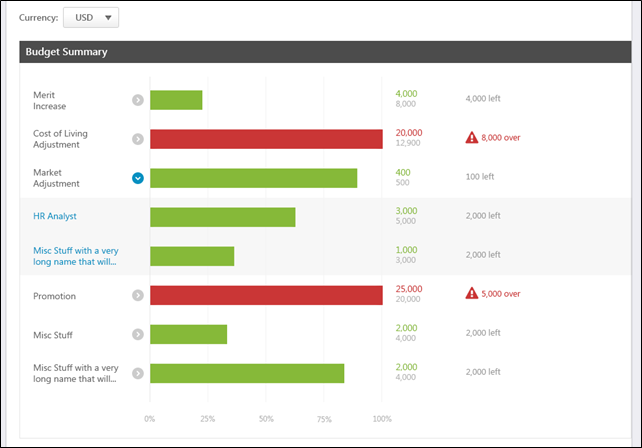 Currency: USD
Budget Summary
Merit
Increase
4,000
8,000
4,000 left
Cost of Living
Adjustment
20,000
12,900
8,000 over
Market
Adjustment
400
500
100 left
HR Analyst
3,000
5,000
2,000 left
Misc Stuff with a very
long name that will...
1,000
3,000
2,000 left
Promotion
25,000
20,000
5,000 over
Misc Stuff
2,000
4,000
2,000 left
Misc Stuff with a very
long name that will...
2,000
4,000
2,000 left
0% 25% 50% 75% 100%